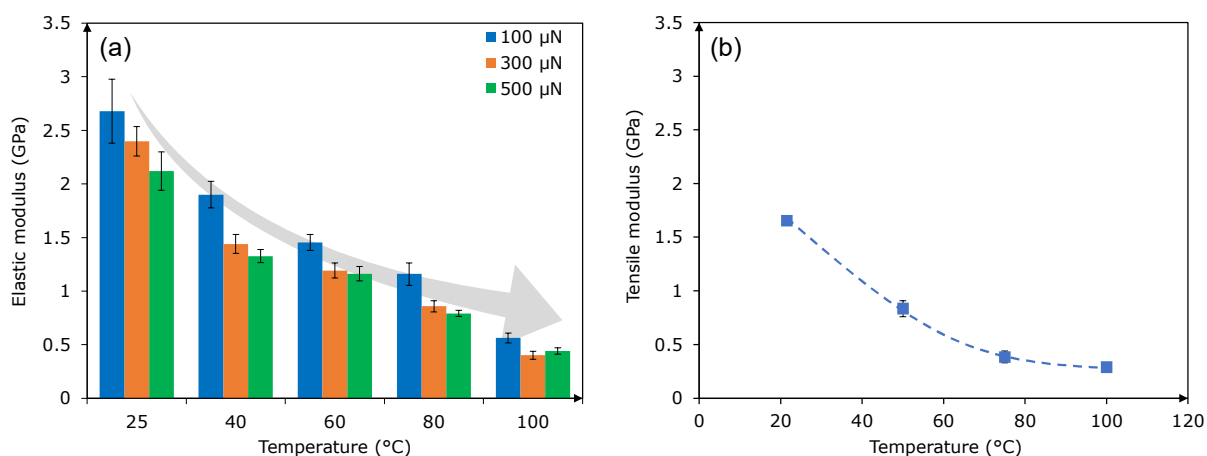 (a)
100 µN
300 µN
500 µN
Elastic modulus (GPa)
3.5
3
2.5
2
1.5
1
0.5
0
25 40 60 80 100
Temperature (°C)
(b)
Tensile modulus (GPa)
3.5
3
2.5
2
1.5
1
0.5
0
0 20 40 60 80 100 120
Temperature (°C)